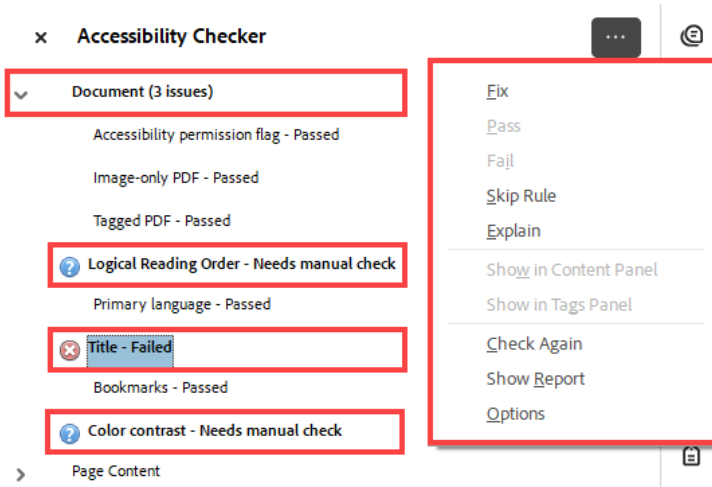 Accessibility Checker
Document (3 issues)
Accessibility permission flag - Passed
Image-only PDF - Passed
Tagged PDF - Passed
Logical Reading Order - Needs manual check
Primary language - Passed
Title - Failed
Bookmarks - Passed
Color contrast - Needs manual check
Page Content
Fix
Pass
Fail
Skip Rule
Explain
Show in Content Panel
Show in Tags Panel
Check Again
Show Report
Options